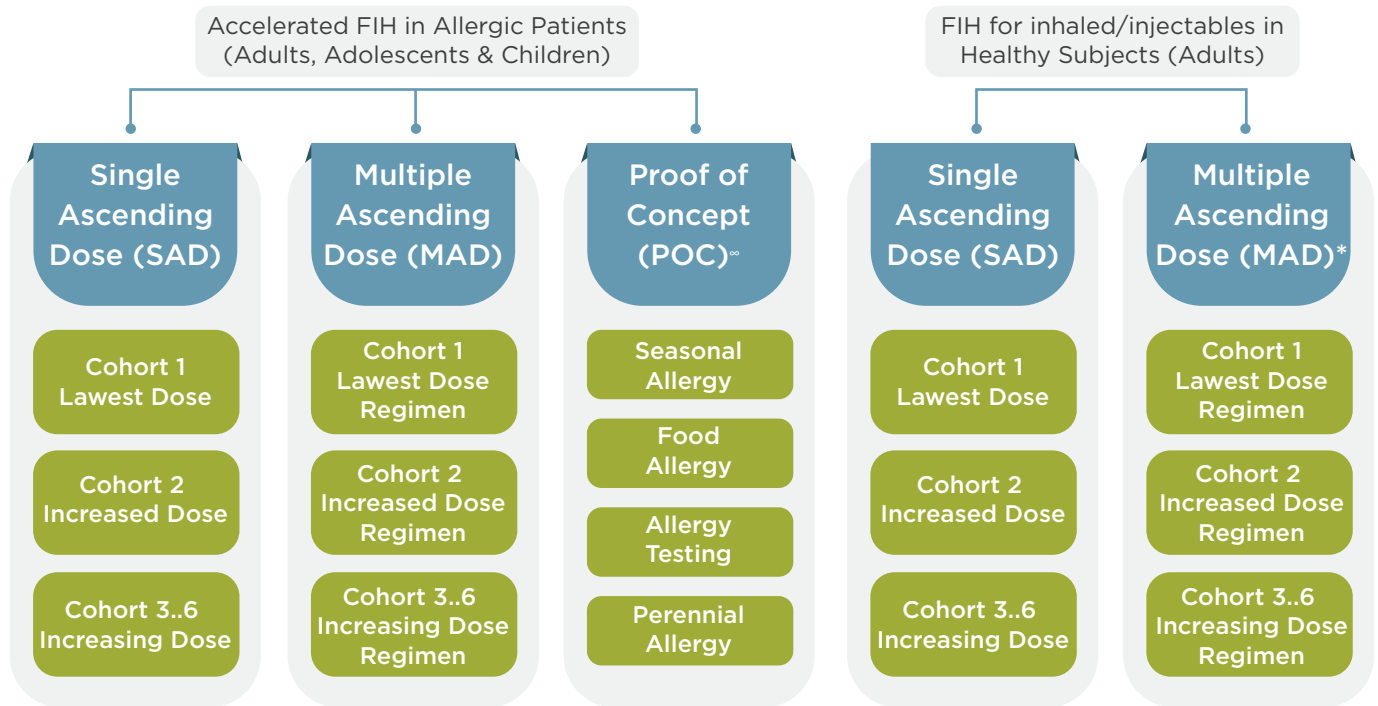 Accelerated FIH in Allergic Patients
(Adults, Adolescents & Children)
FIH for inhaled/injectables in
Healthy Subjects (Adults)
Single
Ascending
Dose (SAD)
Cohort 1
Lawest Dose
Cohort 2
Increased Dose
Cohort 3..6
Increasing Dose
Multiple
Ascending
Dose (MAD)
Cohort 1
Lawest Dose
Regimen
Cohort 2
Increased Dose
Regimen
Cohort 3..6
Increasing Dose
Regimen
Proof of
Concept
(POC)∞
Seasonal
Allergy
Food
Allergy
Allergy
Testing
Perennial
Allergy
Single
Ascending
Dose (SAD)
Cohort 1
Lawest Dose
Cohort 2
Increased Dose
Cohort 3..6
Increasing Dose
Multiple
Ascending
Dose (MAD)*
Cohort 1
Lawest Dose
Regimen
Cohort 2
Increased Dose
Regimen
Cohort 3..6
Increasing Dose
Regimen